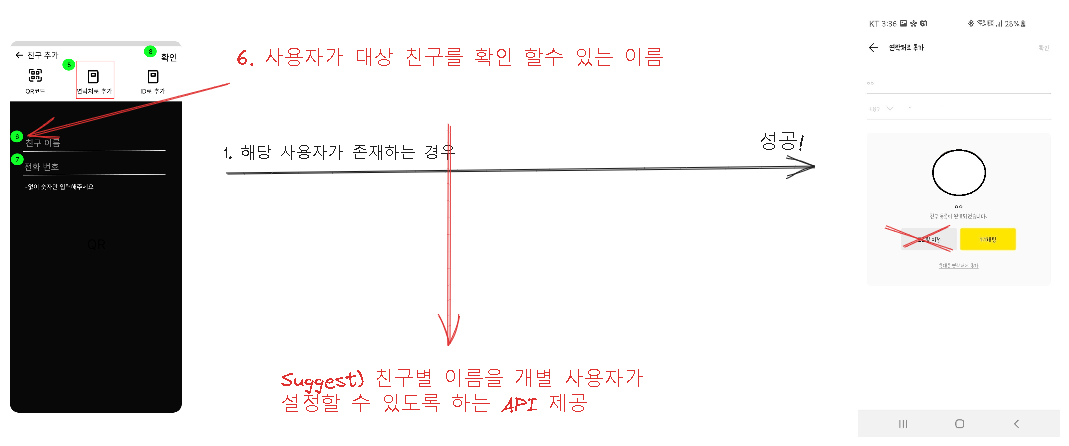 ← 친구 추가
8
확인
5
QR코드
연락처로 추가
ID로 추가
6
친구 이름
7
전화 번호
-없이 숫자만 입력해주세요
QR
6. 사용자가 대상 친구를 확인 할수 있는 이름
1. 해당 사용자가 존재하는 경우
성공!
Suggest) 친구별 이름을 개별 사용자가
설정할 수 있도록 하는 API 제공
KT 3:36
25%
연락처로 추가
확인
1:1채팅